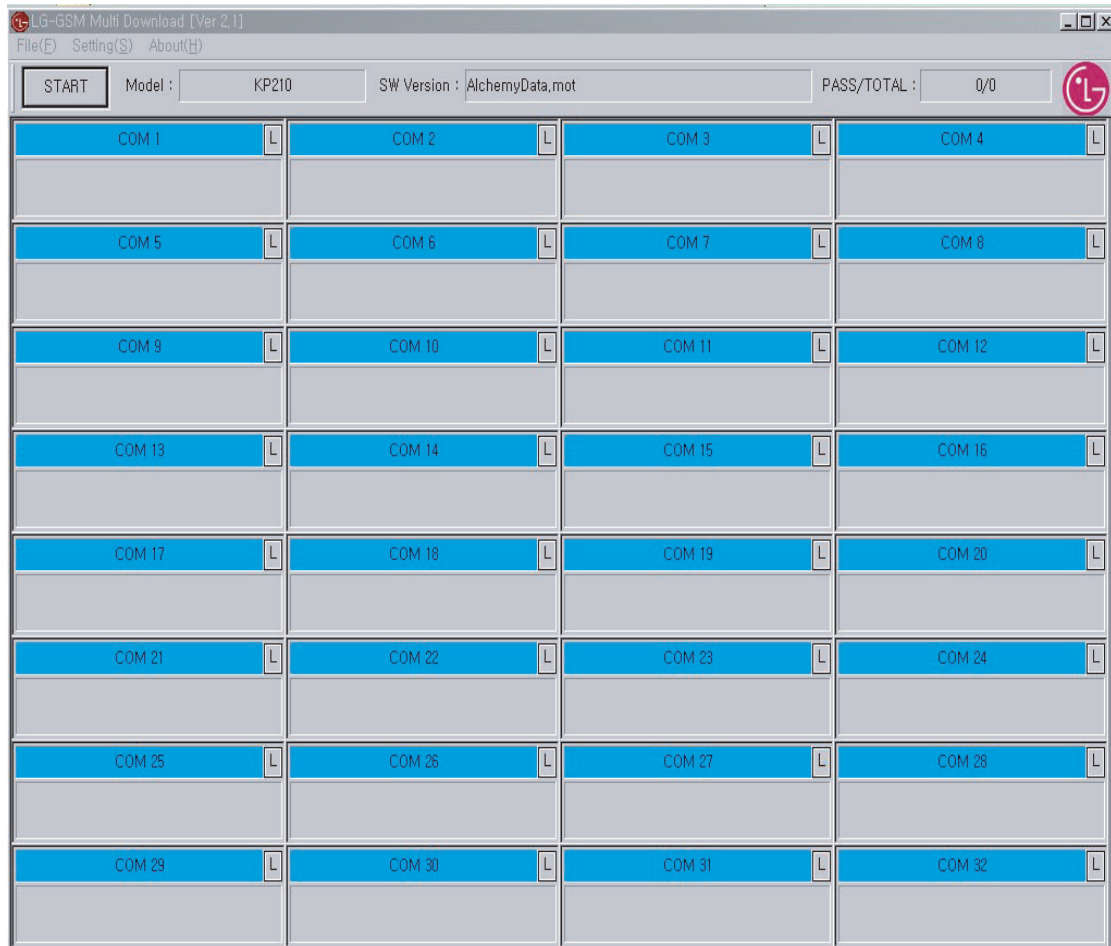 LG-GSM Multi Download [Ver 2,1]
File(F) Setting(S) About(H)
START Model : KP210 SW Version : AlchemyData,mot PASS/TOTAL : 0/0
COM 1 L COM 2 L COM 3 L COM 4 L
COM 5 L COM 6 L COM 7 L COM 8 L
COM 9 L COM 10 L COM 11 L COM 12 L
COM 13 L COM 14 L COM 15 L COM 16 L
COM 17 L COM 18 L COM 19 L COM 20 L
COM 21 L COM 22 L COM 23 L COM 24 L
COM 25 L COM 26 L COM 27 L COM 28 L
COM 29 L COM 30 L COM 31 L COM 32 L